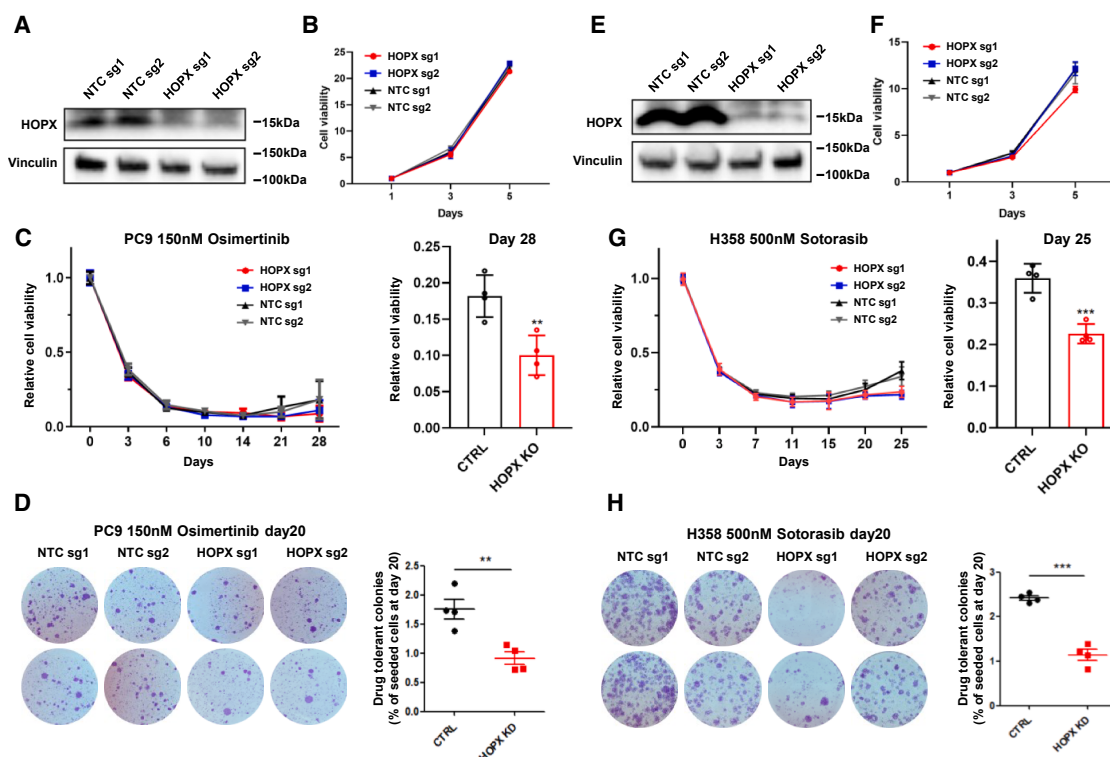 A
NTC sg1
NTC sg2
HOPX sg1
HOPX sg2
HOPX
Vinculin
–15kDa
–150kDa
–100kDa
B
Cell viability
25
20
15
10
5
0
HOPX sg1
HOPX sg2
NTC sg1
NTC sg2
1
3
5
Days
E
NTC sg1
NTC sg2
HOPX sg1
HOPX sg2
HOPX
Vinculin
–15kDa
–150kDa
–100kDa
F
Cell viability
15
10
5
0
HOPX sg1
HOPX sg2
NTC sg1
NTC sg2
1
3
5
Days
C
PC9 150nM Osimertinib
Relative cell viability
1.0
0.5
0.0
HOPX sg1
HOPX sg2
NTC sg1
NTC sg2
0 3 6 10 14 21 28
Days
Day 28
Relative cell viability
0.25
0.20
0.15
0.10
0.05
0.00
**
CTRL
HOPX KO
G
H358 500nM Sotorasib
Relative cell viability
1.0
0.5
0.0
HOPX sg1
HOPX sg2
NTC sg1
NTC sg2
0 3 7 11 15 20 25
Days
Day 25
Relative cell viability
0.4
0.3
0.2
0.1
0.0
***
CTRL
HOPX KO
D
PC9 150nM Osimertinib day20
NTC sg1 NTC sg2 HOPX sg1 HOPX sg2
Drug tolerant colonies
(% of seeded cells at day 20)
2.5
2.0
1.5
1.0
0.5
0.0
**
CTRL
HOPX KD
H
H358 500nM Sotorasib day20
NTC sg1 NTC sg2 HOPX sg1 HOPX sg2
Drug tolerant colonies
(% of seeded cells at day 20)
3
2
1
0
***
CTRL
HOPX KD